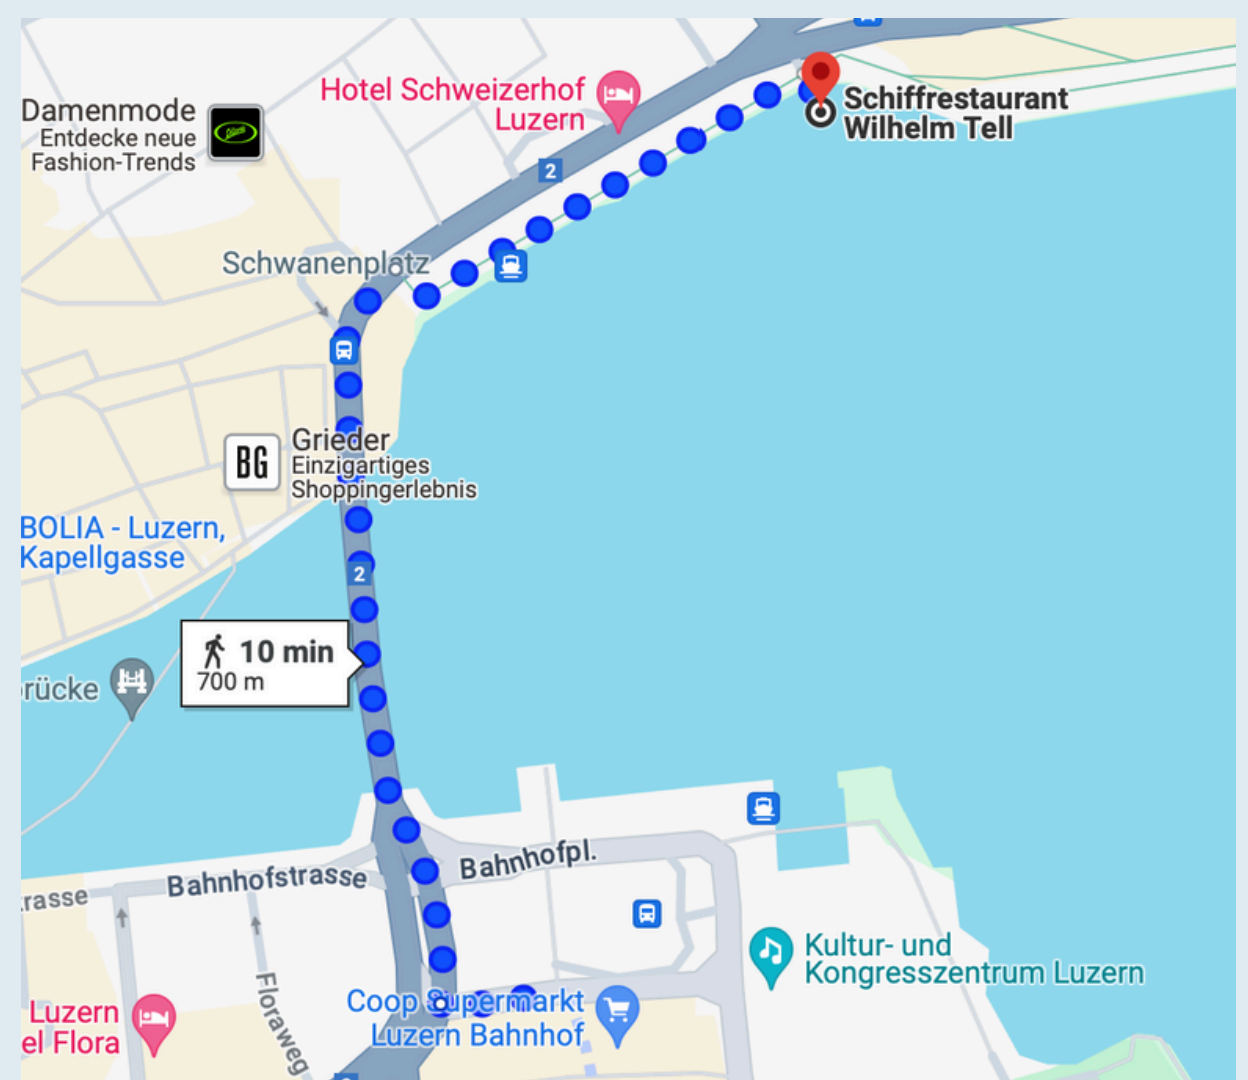 Hotel Schweizerhof
Luzern
Damenmode
Entdecke neue
Fashion-Trends
Schiffrestaurant
Wilhelm Tell
2
Schwanenplatz
BG
Grieder
Einzigartiges
Shoppingerlebnis
BOLIA - Luzern,
Kapellgasse
2
10 min
700 m
rücke
Bahnhofpl.
Bahnhofstrasse
rasse
Kultur- und
Kongresszentrum Luzern
Floraweg
Coop Supermarkt
Luzern Bahnhof
Luzern
el Flora